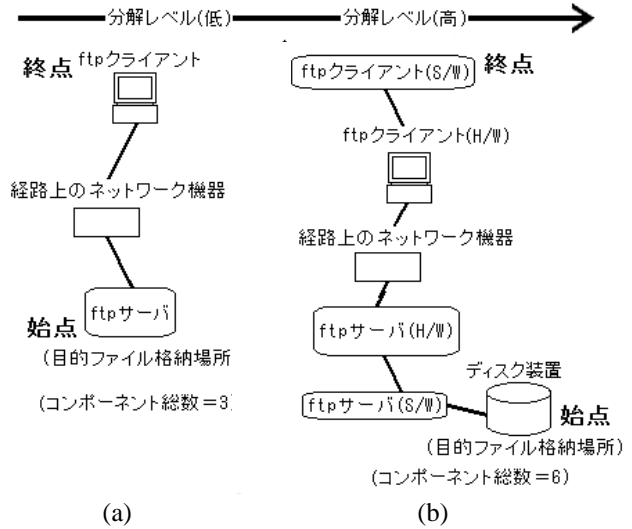 分解レベル(低)
分解レベル(高)
終点
ftpクライアント
経路上のネットワーク機器
始点
ftpサーバ
(目的ファイル格納場所
(コンポーネント総数=3)
(a)
ftpクライアント(S/W)
終点
ftpクライアント(H/W)
経路上のネットワーク機器
ftpサーバ(H/W)
ディスク装置
ftpサーバ(S/W)
始点
(目的ファイル格納場所)
(コンポーネント総数=6)
(b)